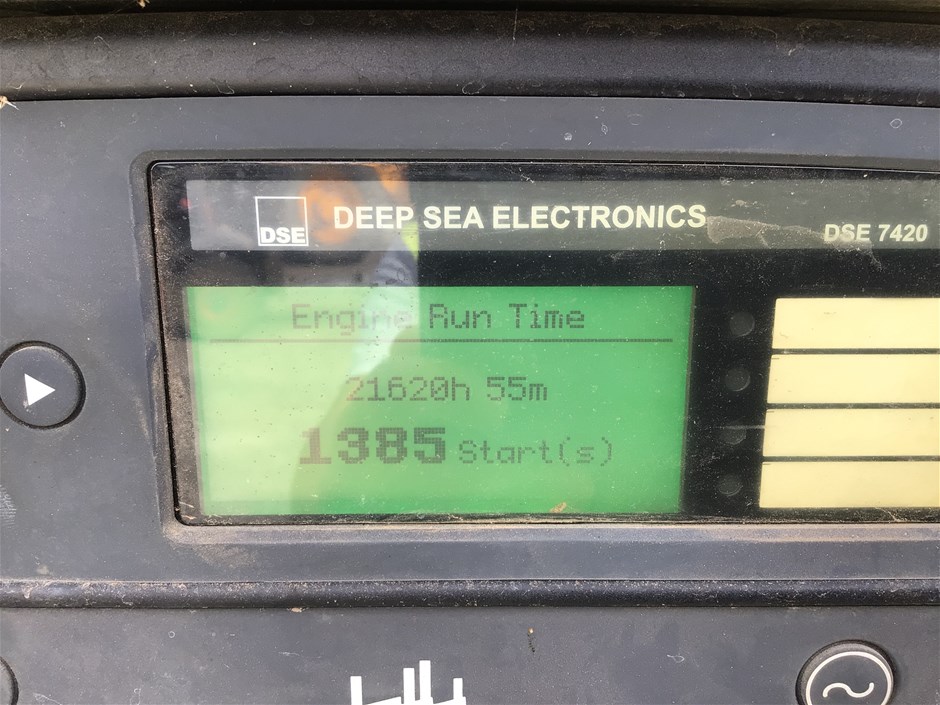 DSE
DEEP SEA ELECTRONICS
DSE 7420
Engine Run Time
21620h 55m
1385 Start(s)